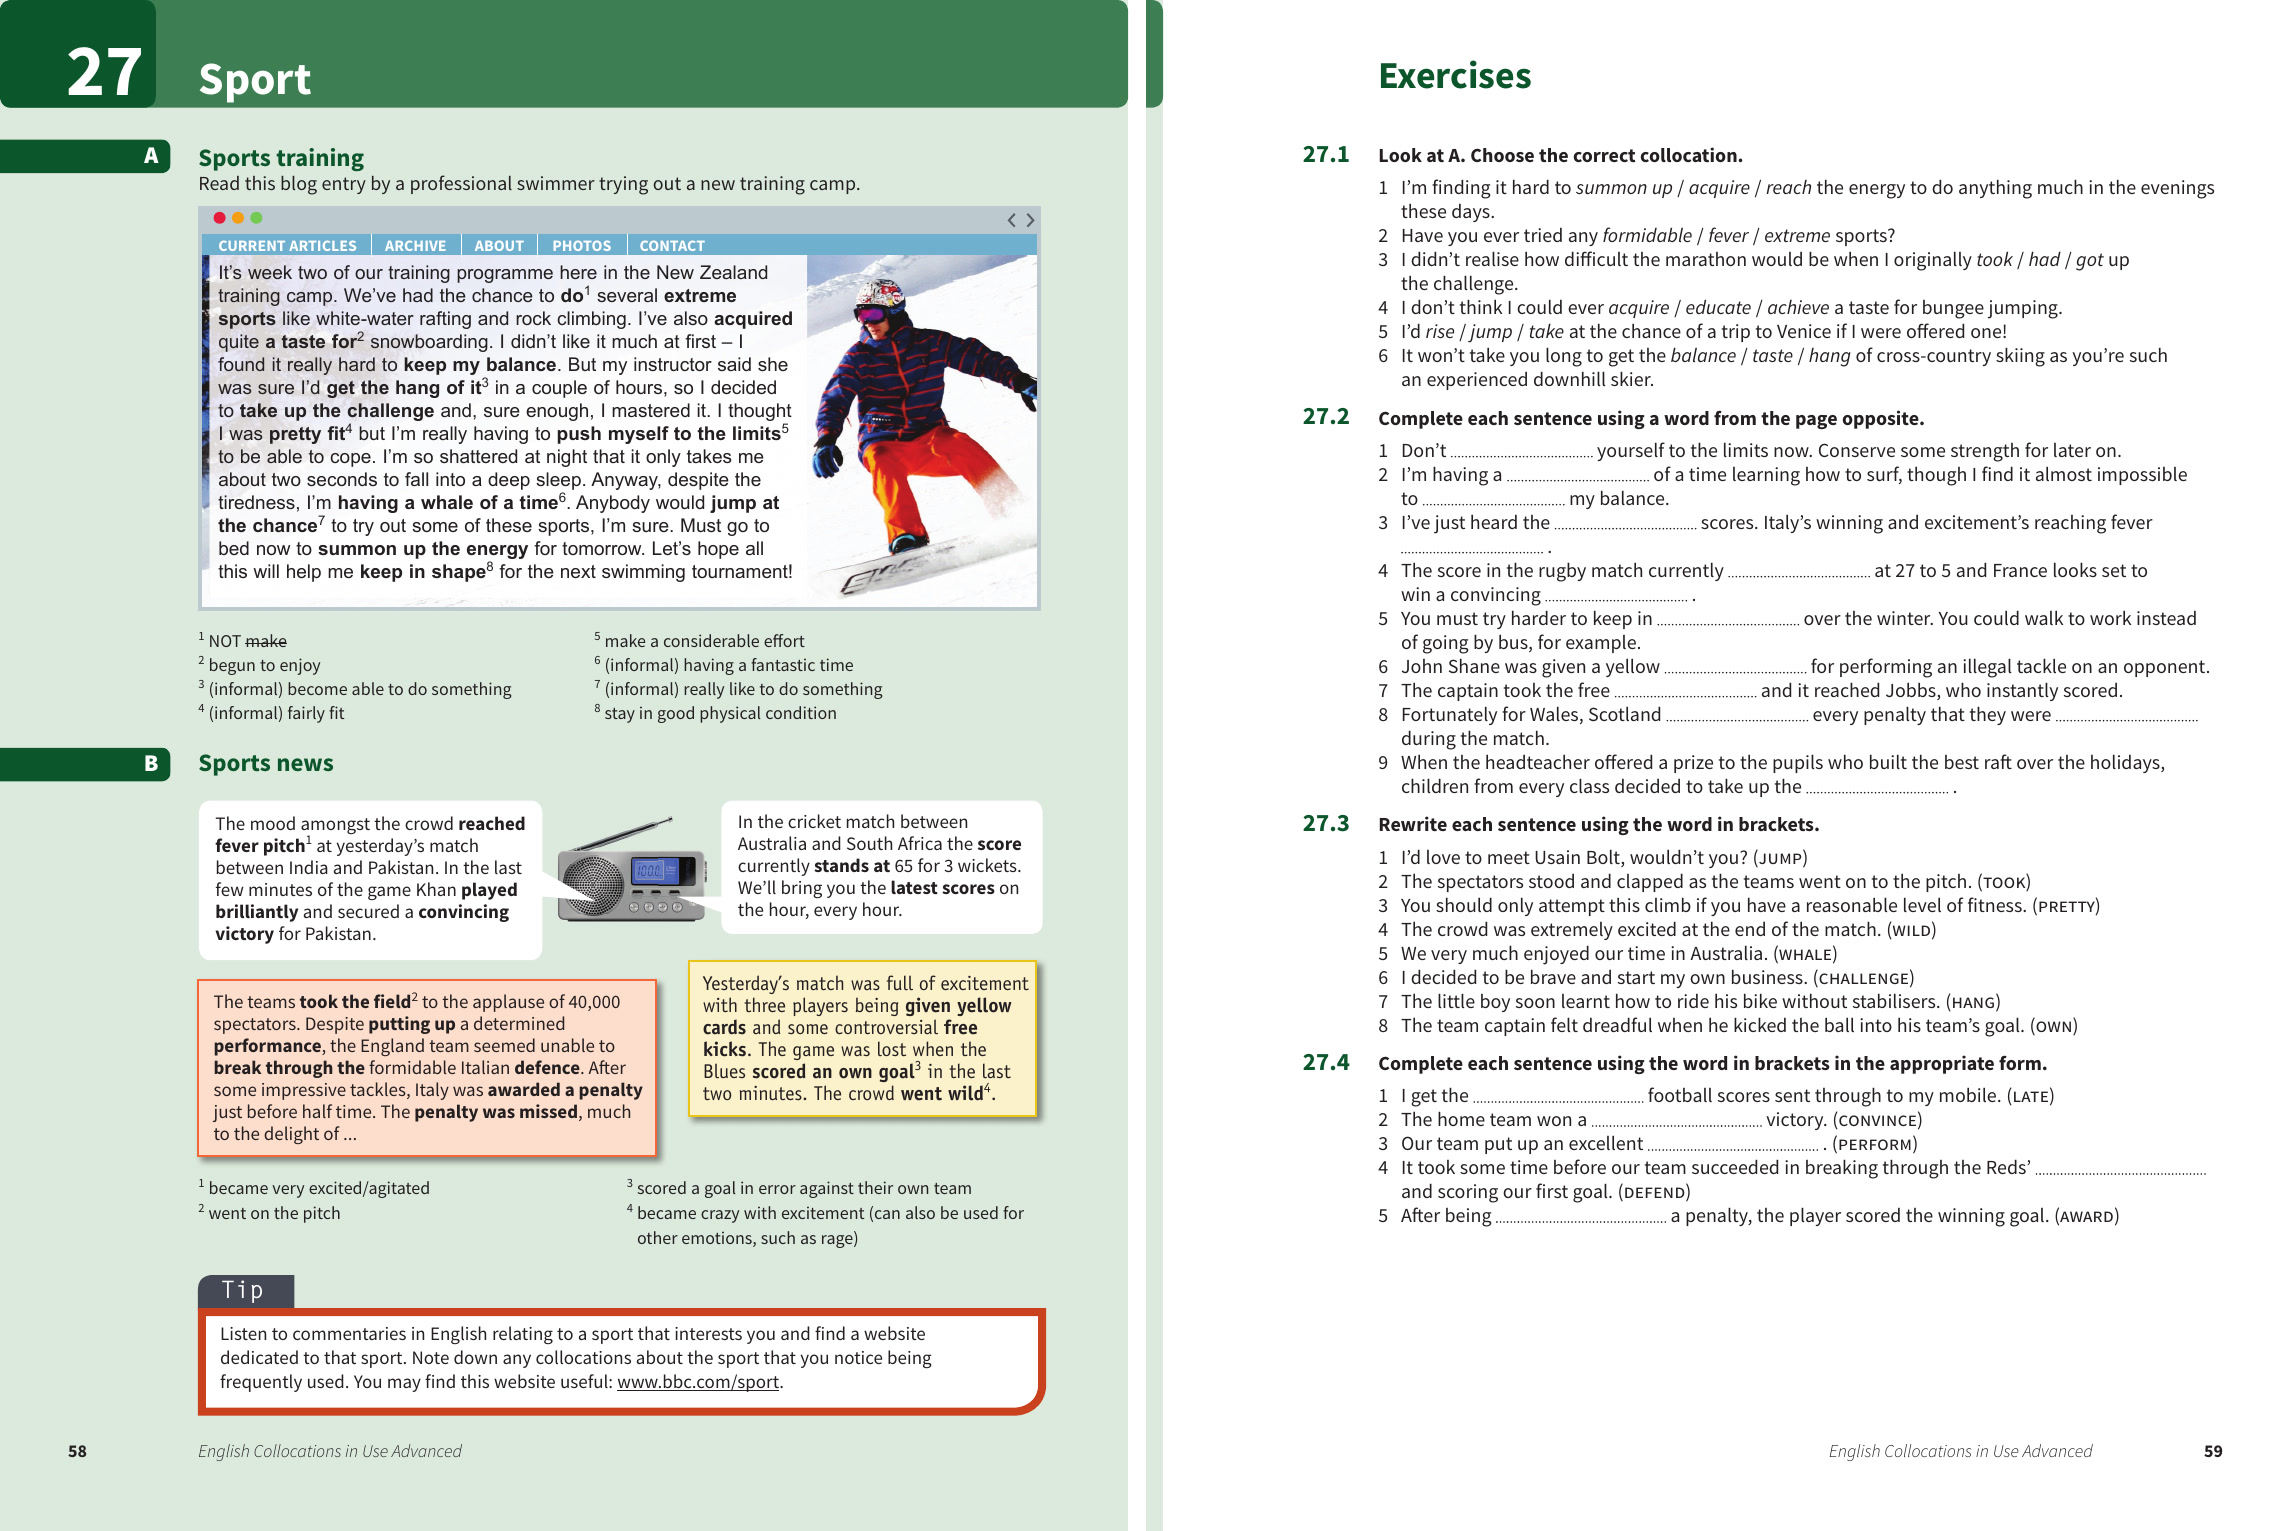 27
Sport
A
Sports training
Read this blog entry by a professional swimmer trying out a new training camp.
CURRENT ARTICLES ARCHIVE ABOUT PHOTOS CONTACT
It's week two of our training programme here in the New Zealand
training camp. We've had the chance to do¹ several extreme
sports like white-water rafting and rock climbing. I've also acquired
quite a taste for² snowboarding. I didn't like it much at first – I
found it really hard to keep my balance. But my instructor said she
was sure I'd get the hang of it³ in a couple of hours, so I decided
to take up the challenge and, sure enough, I mastered it. I thought
I was pretty fit⁴ but I'm really having to push myself to the limits⁵
to be able to cope. I'm so shattered at night that it only takes me
about two seconds to fall into a deep sleep. Anyway, despite the
tiredness, I'm having a whale of a time⁶. Anybody would jump at
the chance⁷ to try out some of these sports, I'm sure. Must go to
bed now to summon up the energy for tomorrow. Let's hope all
this will help me keep in shape⁸ for the next swimming tournament!
¹ NOT make
² begun to enjoy
³ (informal) become able to do something
⁴ (informal) fairly fit
⁵ make a considerable effort
⁶ (informal) having a fantastic time
⁷ (informal) really like to do something
⁸ stay in good physical condition
B
Sports news
The mood amongst the crowd reached
fever pitch¹ at yesterday's match
between India and Pakistan. In the last
few minutes of the game Khan played
brilliantly and secured a convincing
victory for Pakistan.
In the cricket match between
Australia and South Africa the score
currently stands at 65 for 3 wickets.
We'll bring you the latest scores on
the hour, every hour.
The teams took the field² to the applause of 40,000
spectators. Despite putting up a determined
performance, the England team seemed unable to
break through the formidable Italian defence. After
some impressive tackles, Italy was awarded a penalty
just before half time. The penalty was missed, much
to the delight of ...
Yesterday's match was full of excitement
with three players being given yellow
cards and some controversial free
kicks. The game was lost when the
Blues scored an own goal³ in the last
two minutes. The crowd went wild⁴.
¹ became very excited/agitated
² went on the pitch
³ scored a goal in error against their own team
⁴ became crazy with excitement (can also be used for
other emotions, such as rage)
Tip
Listen to commentaries in English relating to a sport that interests you and find a website
dedicated to that sport. Note down any collocations about the sport that you notice being
frequently used. You may find this website useful: www.bbc.com/sport.
58
English Collocations in Use Advanced
Exercises
27.1 Look at A. Choose the correct collocation.
1 I'm finding it hard to summon up / acquire / reach the energy to do anything much in the evenings
these days.
2 Have you ever tried any formidable / fever / extreme sports?
3 I didn't realise how difficult the marathon would be when I originally took / had / got up
the challenge.
4 I don't think I could ever acquire / educate / achieve a taste for bungee jumping.
5 I'd rise / jump / take at the chance of a trip to Venice if I were offered one!
6 It won't take you long to get the balance / taste / hang of cross-country skiing as you're such
an experienced downhill skier.
27.2 Complete each sentence using a word from the page opposite.
1 Don't .......... yourself to the limits now. Conserve some strength for later on.
2 I'm having a .......... of a time learning how to surf, though I find it almost impossible
to .......... my balance.
3 I've just heard the .......... scores. Italy's winning and excitement's reaching fever
.......... .
4 The score in the rugby match currently .......... at 27 to 5 and France looks set to
win a convincing .......... .
5 You must try harder to keep in .......... over the winter. You could walk to work instead
of going by bus, for example.
6 John Shane was given a yellow .......... for performing an illegal tackle on an opponent.
7 The captain took the free .......... and it reached Jobbs, who instantly scored.
8 Fortunately for Wales, Scotland .......... every penalty that they were ..........
during the match.
9 When the headteacher offered a prize to the pupils who built the best raft over the holidays,
children from every class decided to take up the .......... .
27.3 Rewrite each sentence using the word in brackets.
1 I'd love to meet Usain Bolt, wouldn't you? (JUMP)
2 The spectators stood and clapped as the teams went on to the pitch. (TOOK)
3 You should only attempt this climb if you have a reasonable level of fitness. (PRETTY)
4 The crowd was extremely excited at the end of the match. (WILD)
5 We very much enjoyed our time in Australia. (WHALE)
6 I decided to be brave and start my own business. (CHALLENGE)
7 The little boy soon learnt how to ride his bike without stabilisers. (HANG)
8 The team captain felt dreadful when he kicked the ball into his team's goal. (OWN)
27.4 Complete each sentence using the word in brackets in the appropriate form.
1 I get the .......... football scores sent through to my mobile. (LATE)
2 The home team won a .......... victory. (CONVINCE)
3 Our team put up an excellent .......... . (PERFORM)
4 It took some time before our team succeeded in breaking through the Reds' ..........
and scoring our first goal. (DEFEND)
5 After being .......... a penalty, the player scored the winning goal. (AWARD)
English Collocations in Use Advanced
59